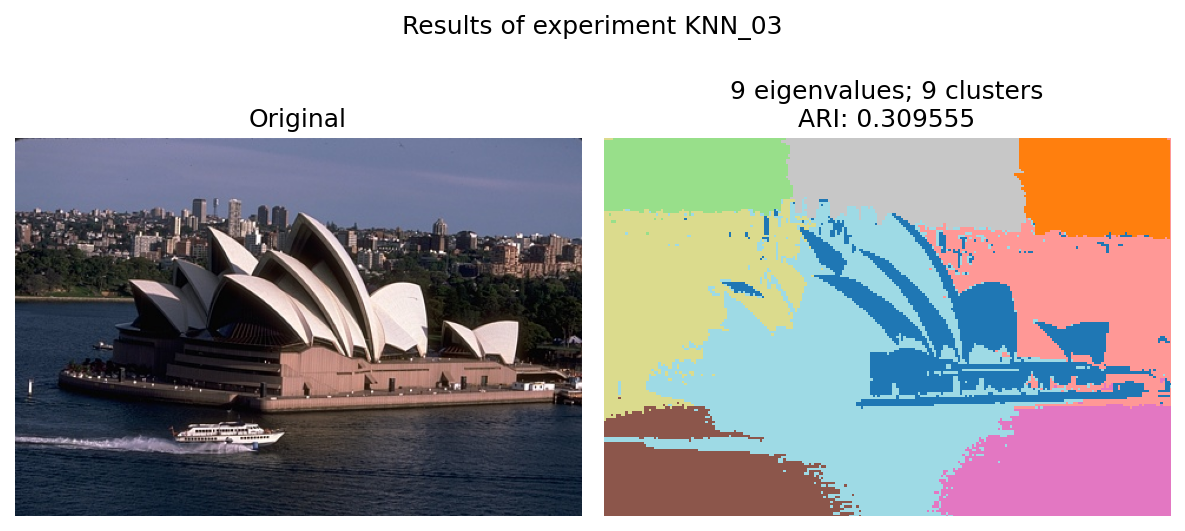 Results of experiment KNN_03
Original
9 eigenvalues; 9 clusters
ARI: 0.309555